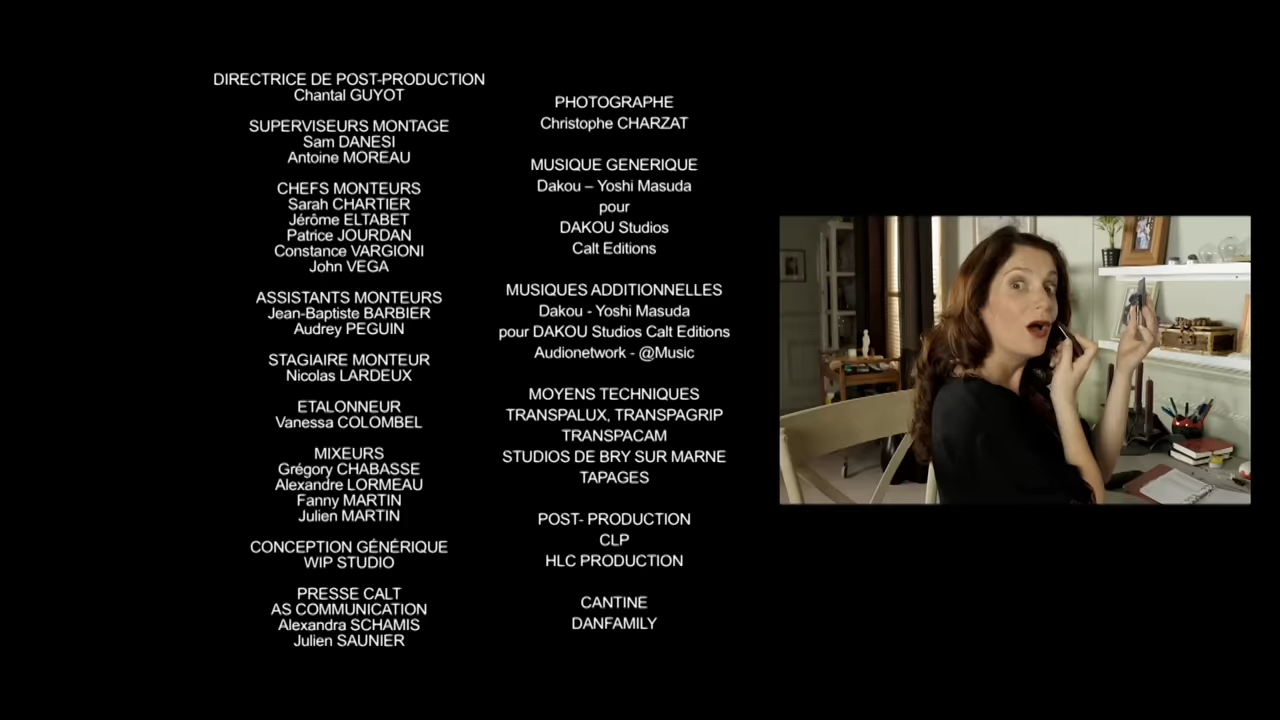 DIRECTRICE DE POST-PRODUCTION
Chantal GUYOT
SUPERVISEURS MONTAGE
Sam DANESI
Antoine MOREAU
CHEFS MONTEURS
Sarah CHARTIER
Jérôme ELTABET
Patrice JOURDAN
Constance VARGIONI
John VEGA
ASSISTANTS MONTEURS
Jean-Baptiste BARBIER
Audrey PEGUIN
STAGIAIRE MONTEUR
Nicolas LARDEUX
ETALONNEUR
Vanessa COLOMBEL
MIXEURS
Grégory CHABASSE
Alexandre LORMEAU
Fanny MARTIN
Julien MARTIN
CONCEPTION GÉNÉRIQUE
WIP STUDIO
PRESSE CALT
AS COMMUNICATION
Alexandra SCHAMIS
Julien SAUNIER
PHOTOGRAPHE
Christophe CHARZAT
MUSIQUE GENERIQUE
Dakou – Yoshi Masuda
pour
DAKOU Studios
Calt Editions
MUSIQUES ADDITIONNELLES
Dakou - Yoshi Masuda
pour DAKOU Studios Calt Editions
Audionetwork - @Music
MOYENS TECHNIQUES
TRANSPALUX, TRANSPAGRIP
TRANSPACAM
STUDIOS DE BRY SUR MARNE
TAPAGES
POST- PRODUCTION
CLP
HLC PRODUCTION
CANTINE
DANFAMILY